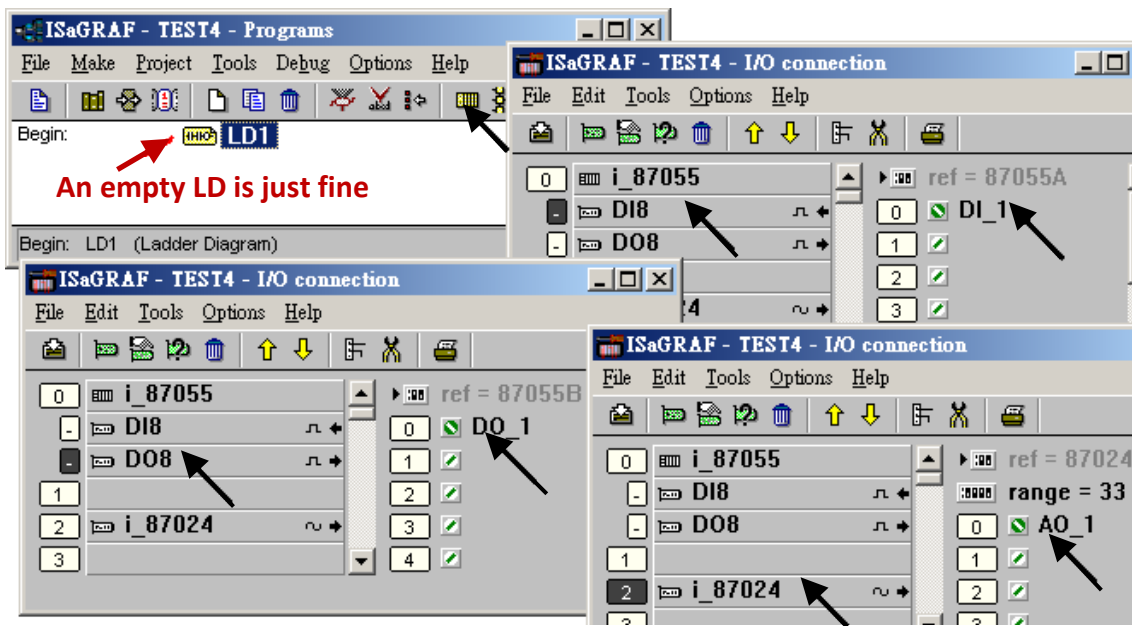 ISaGRAF - TEST4 - Programs
File Make Project Tools Debug Options Help
Begin: LD1
An empty LD is just fine
Begin: LD1 (Ladder Diagram)
ISaGRAF - TEST4 - I/O connection
File Edit Tools Options Help
0 i_87055
- DI8
- DO8
ref = 87055A
0 DI_1
1
2
3
ISaGRAF - TEST4 - I/O connection
File Edit Tools Options Help
0 i_87055
- DI8
- DO8
1
2 i_87024
3
ref = 87055B
0 DO_1
1
2
3
4
ISaGRAF - TEST4 - I/O connection
File Edit Tools Options Help
0 i_87055
- DI8
- DO8
1
2 i_87024
3
ref = 87024
range = 33
0 AO_1
1
2
3